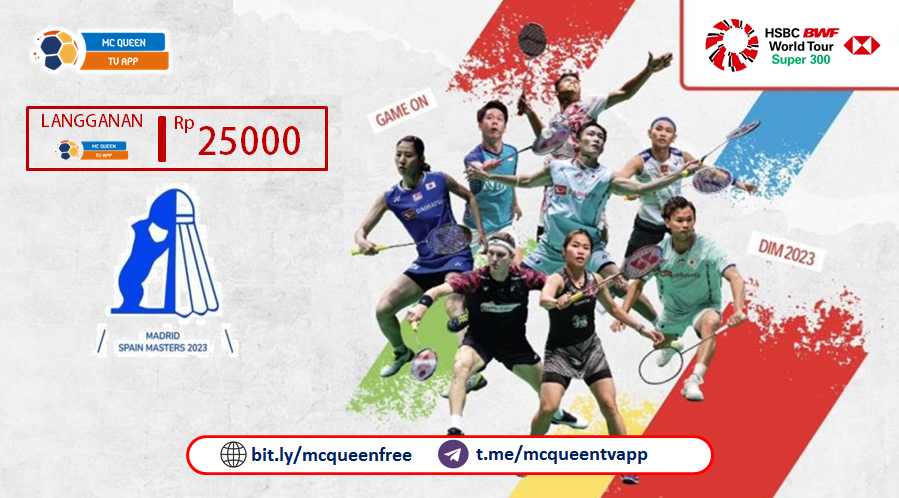 MC QUEEN
TV APP
HSBC BWF
World Tour
Super 300
GAME ON
LANGGANAN
Rp 25000
MC QUEEN
TV APP
DIM 2023
MADRID
SPAIN MASTERS 2023
bit.ly/mcqueenfree
t.me/mcqueentvapp